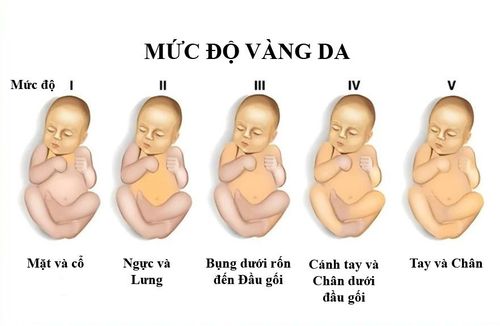 MỨC ĐỘ VÀNG DA
Mức độ I II III IV V
Mặt và cổ
Ngực và
Lưng
Bụng dưới rốn
đến Đầu gối
Cánh tay và
Chân dưới
đầu gối
Tay và Chân